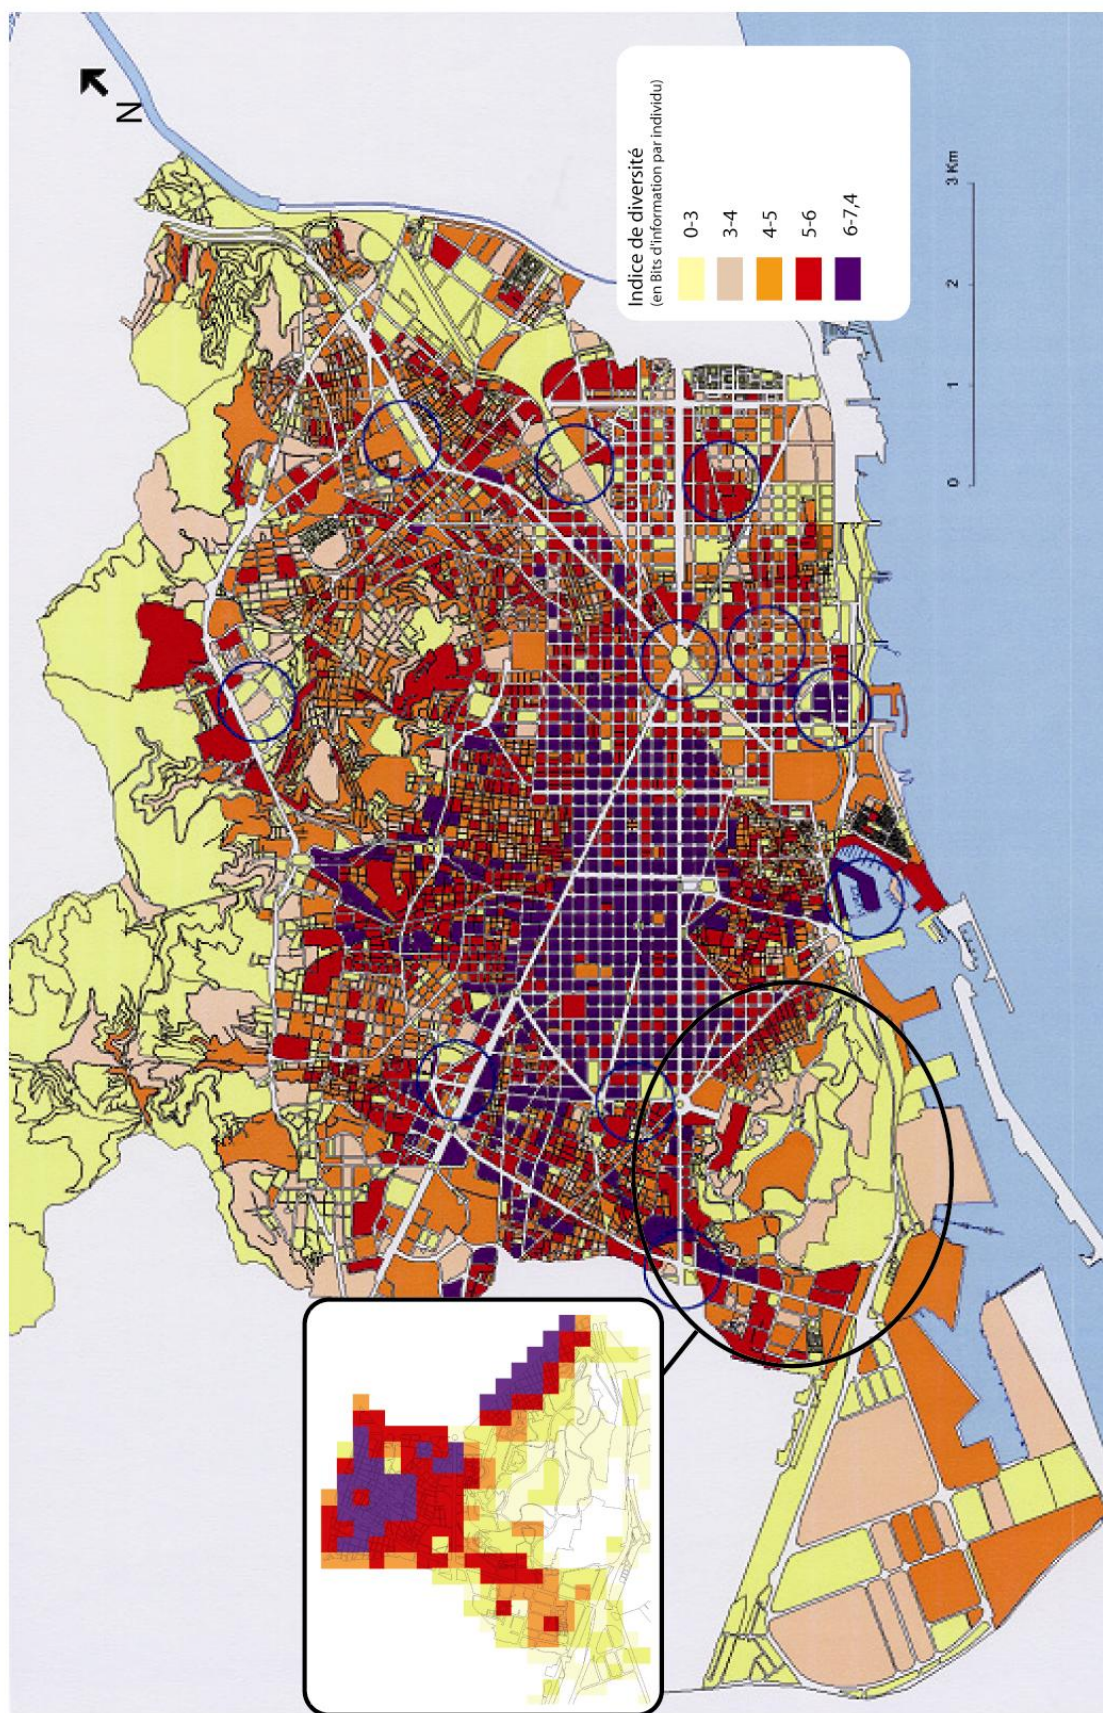 N
Indice de diversité
(en Bits d'information par individu)
0-3
3-4
4-5
5-6
6-7,4
0
1
2
3 Km